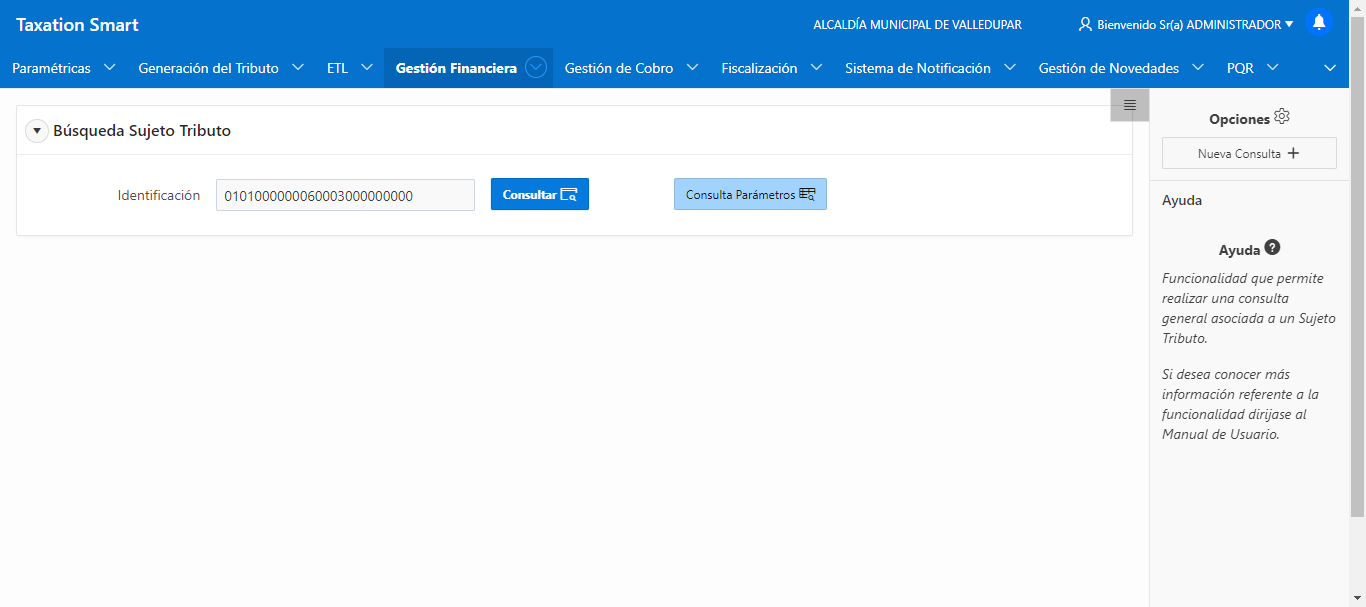 Taxation Smart
ALCALDÍA MUNICIPAL DE VALLEDUPAR
Bienvenido Sr(a) ADMINISTRADOR
Paramétricas
Generación del Tributo
ETL
Gestión Financiera
Gestión de Cobro
Fiscalización
Sistema de Notificación
Gestión de Novedades
PQR
Búsqueda Sujeto Tributo
Identificación
0101000000060003000000000
Consultar
Consulta Parámetros
Opciones
Nueva Consulta
Ayuda
Ayuda
Funcionalidad que permite
realizar una consulta
general asociada a un Sujeto
Tributo.
Si desea conocer más
información referente a la
funcionalidad dirijase al
Manual de Usuario.